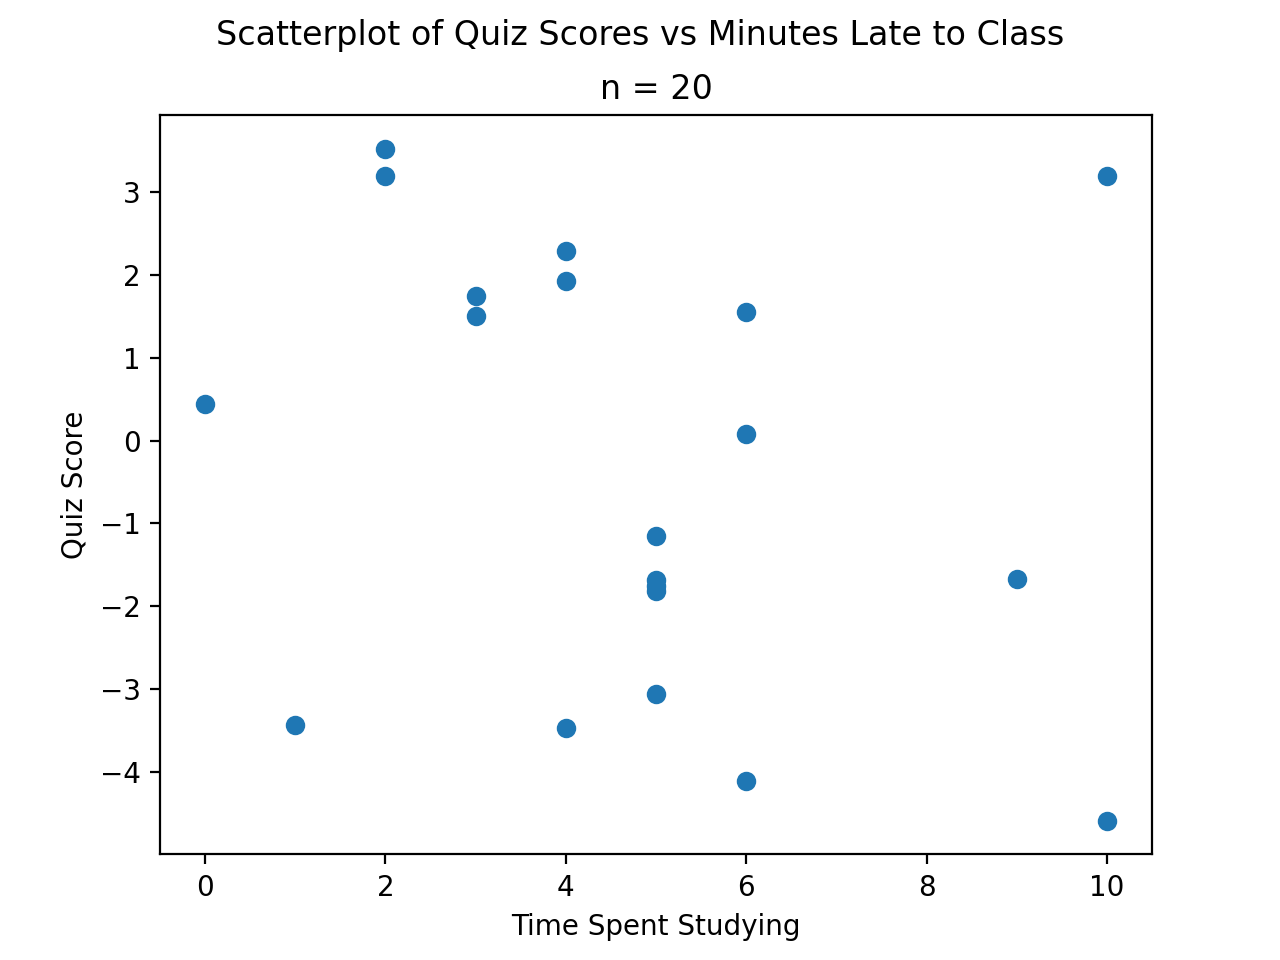 Scatterplot of Quiz Scores vs Minutes Late to Class
n = 20
3
2
1
0
−1
−2
−3
−4
Quiz Score
0 2 4 6 8 10
Time Spent Studying